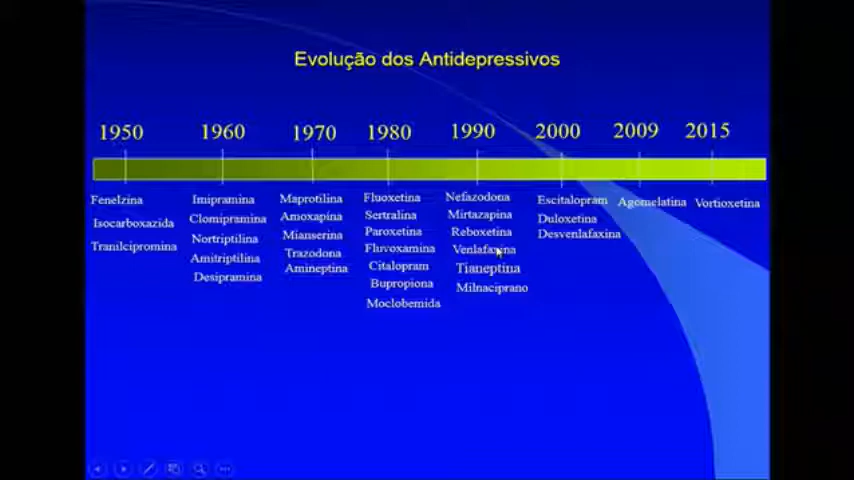 Evolução dos Antidepressivos
1950 1960 1970 1980 1990 2000 2009 2015
Fenelzina
Isocarboxazida
Tranilcipromina
Imipramina
Clomipramina
Nortriptilina
Amitriptilina
Desipramina
Maprotilina
Amoxapina
Mianserina
Trazodona
Amineptina
Fluoxetina
Sertralina
Paroxetina
Fluvoxamina
Citalopram
Bupropiona
Moclobemida
Nefazodona
Mirtazapina
Reboxetina
Venlafaxina
Tianeptina
Milnaciprano
Escitalopram
Duloxetina
Desvenlafaxina
Agomelatina
Vortioxetina